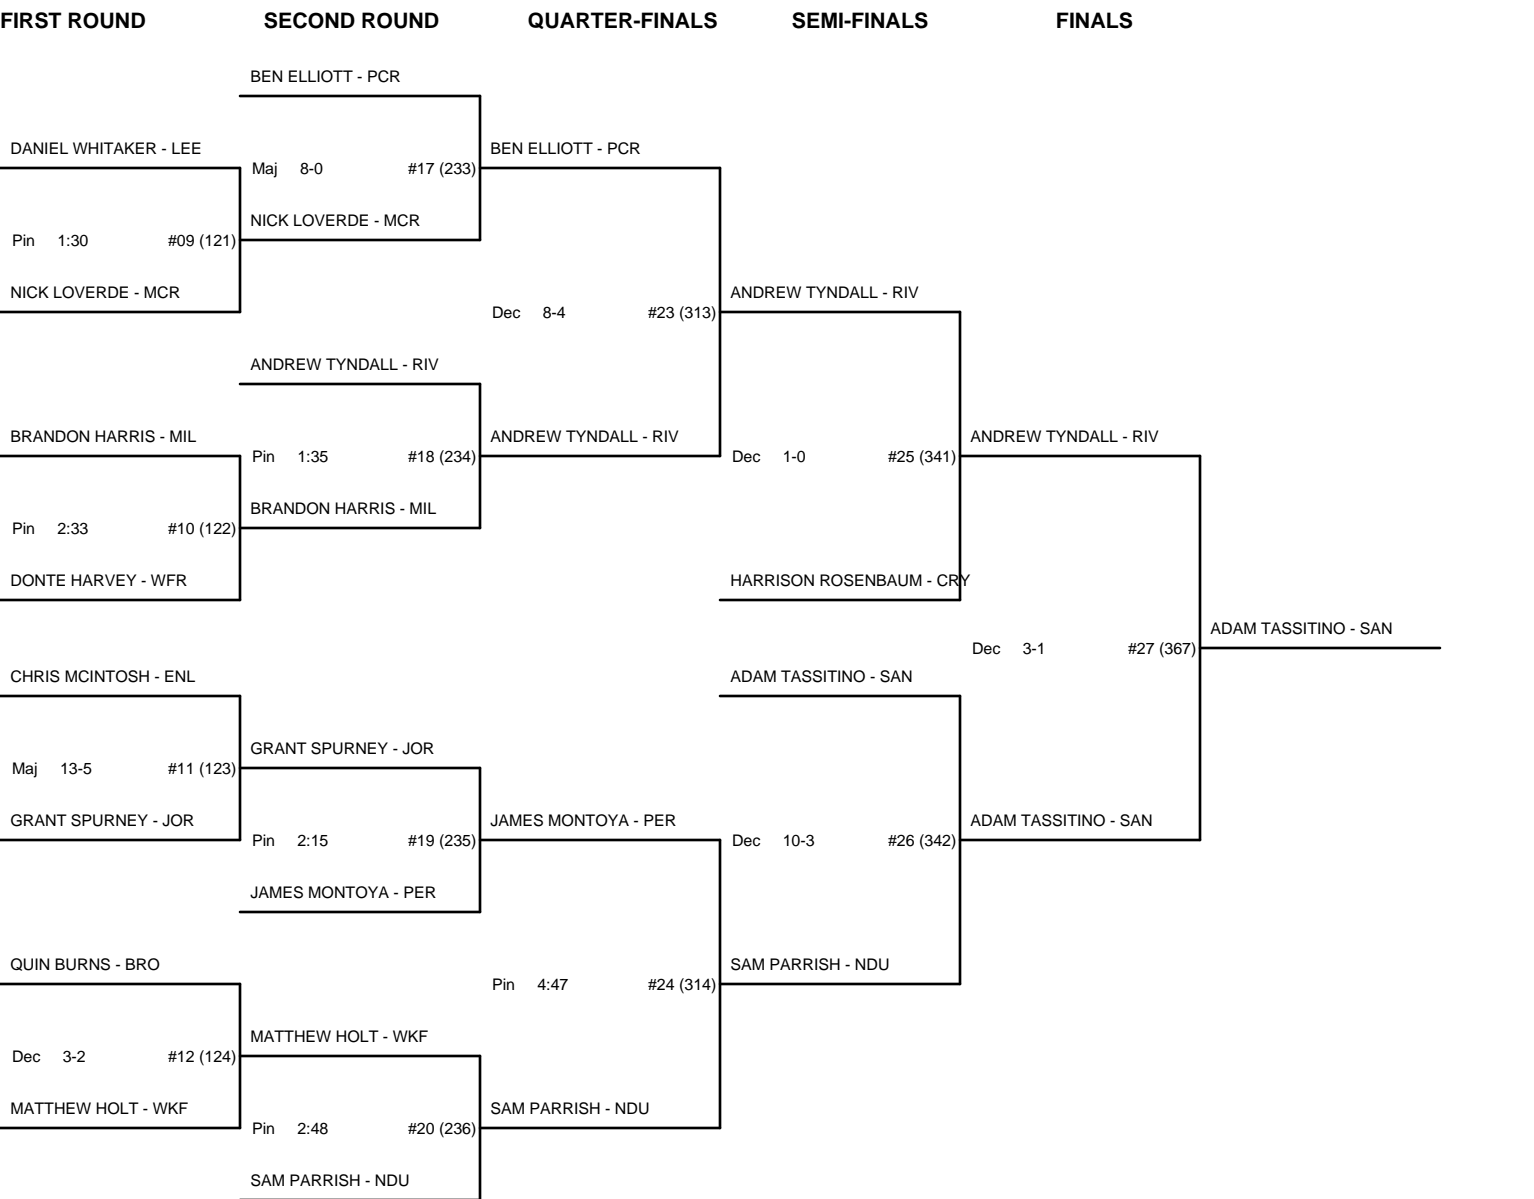 FIRST ROUND SECOND ROUND QUARTER-FINALS SEMI-FINALS FINALS
BEN ELLIOTT - PCR
DANIEL WHITAKER - LEE
BEN ELLIOTT - PCR
Maj 8-0 #17 (233)
NICK LOVERDE - MCR
Pin 1:30 #09 (121)
NICK LOVERDE - MCR
ANDREW TYNDALL - RIV
Dec 8-4 #23 (313)
ANDREW TYNDALL - RIV
BRANDON HARRIS - MIL
ANDREW TYNDALL - RIV
ANDREW TYNDALL - RIV
Pin 1:35 #18 (234)
Dec 1-0 #25 (341)
BRANDON HARRIS - MIL
Pin 2:33 #10 (122)
DONTE HARVEY - WFR
HARRISON ROSENBAUM - CRY
ADAM TASSITINO - SAN
Dec 3-1 #27 (367)
CHRIS MCINTOSH - ENL
ADAM TASSITINO - SAN
GRANT SPURNEY - JOR
Maj 13-5 #11 (123)
GRANT SPURNEY - JOR
JAMES MONTOYA - PER
ADAM TASSITINO - SAN
Pin 2:15 #19 (235)
Dec 10-3 #26 (342)
JAMES MONTOYA - PER
QUIN BURNS - BRO
SAM PARRISH - NDU
Pin 4:47 #24 (314)
MATTHEW HOLT - WKF
Dec 3-2 #12 (124)
MATTHEW HOLT - WKF
SAM PARRISH - NDU
Pin 2:48 #20 (236)
SAM PARRISH - NDU